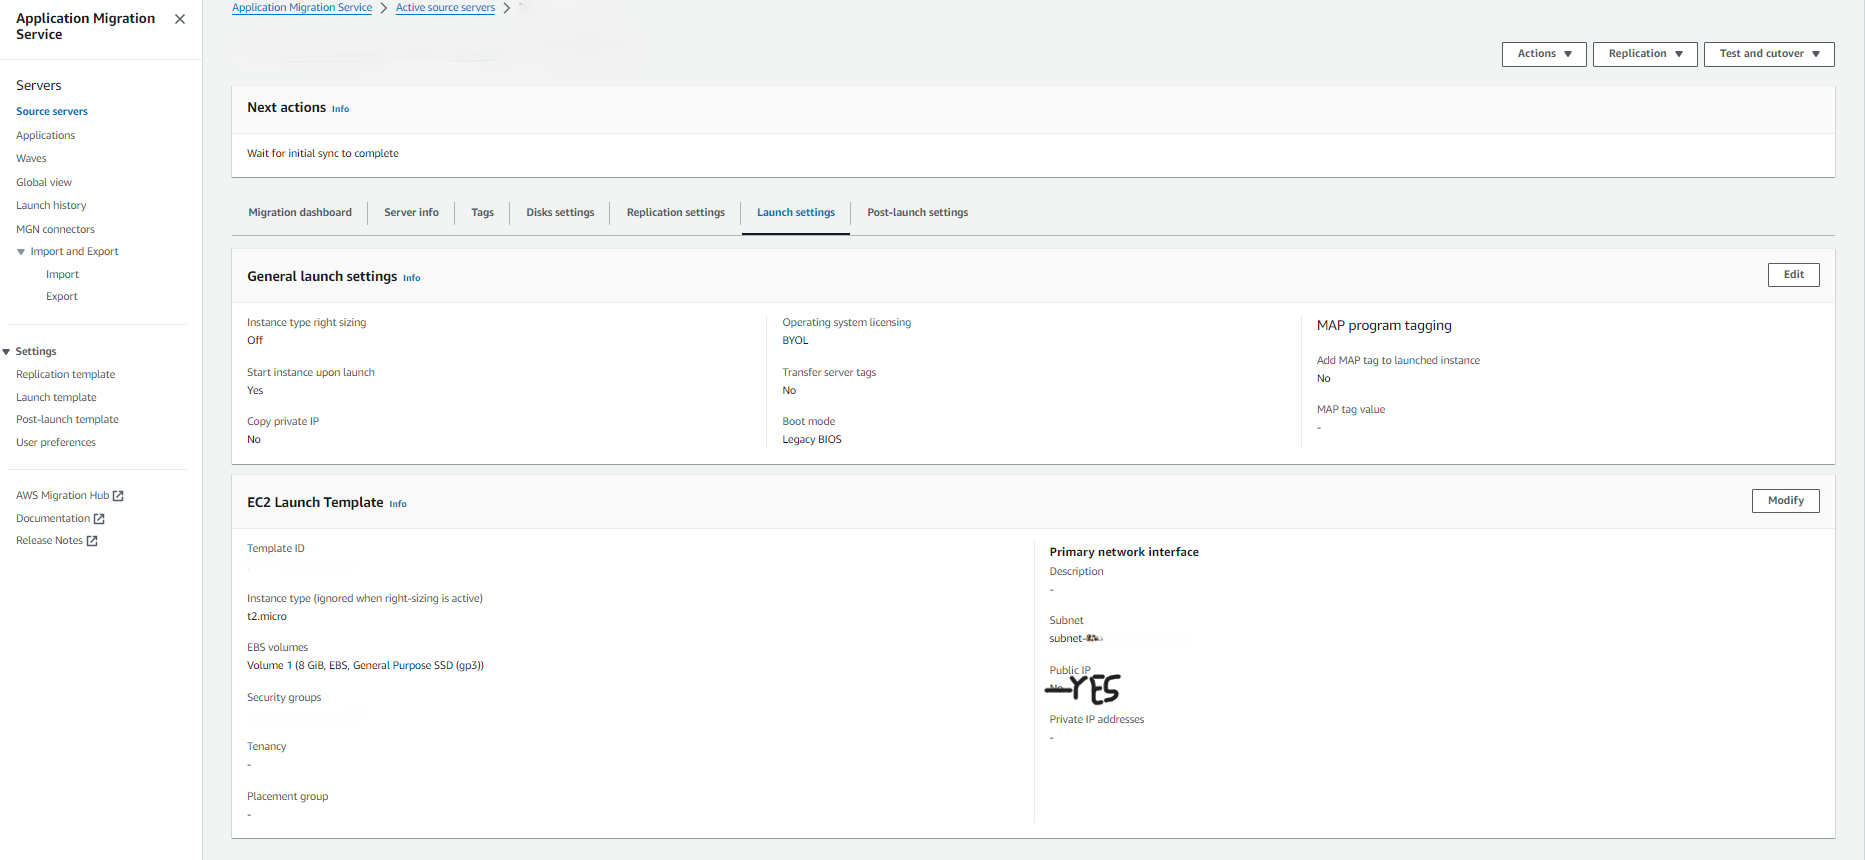 Application Migration Service
Servers
Source servers
Applications
Waves
Global view
Launch history
MGN connectors
Import and Export
Import
Export
Settings
Replication template
Launch template
Post-launch template
User preferences
AWS Migration Hub
Documentation
Release Notes
Application Migration Service > Active source servers >
Actions Replication Test and cutover
Next actions Info
Wait for initial sync to complete
Migration dashboard Server info Tags Disks settings Replication settings Launch settings Post-launch settings
General launch settings Info
Edit
Instance type right sizing
Off
Start instance upon launch
Yes
Copy private IP
No
Operating system licensing
BYOL
Transfer server tags
No
Boot mode
Legacy BIOS
MAP program tagging
Add MAP tag to launched instance
No
MAP tag value
-
EC2 Launch Template Info
Modify
Template ID
Instance type (ignored when right-sizing is active)
t2.micro
EBS volumes
Volume 1 (8 GiB, EBS, General Purpose SSD (gp3))
Security groups
Tenancy
-
Placement group
-
Primary network interface
Description
-
Subnet
subnet-
Public IP
No YES
Private IP addresses
-